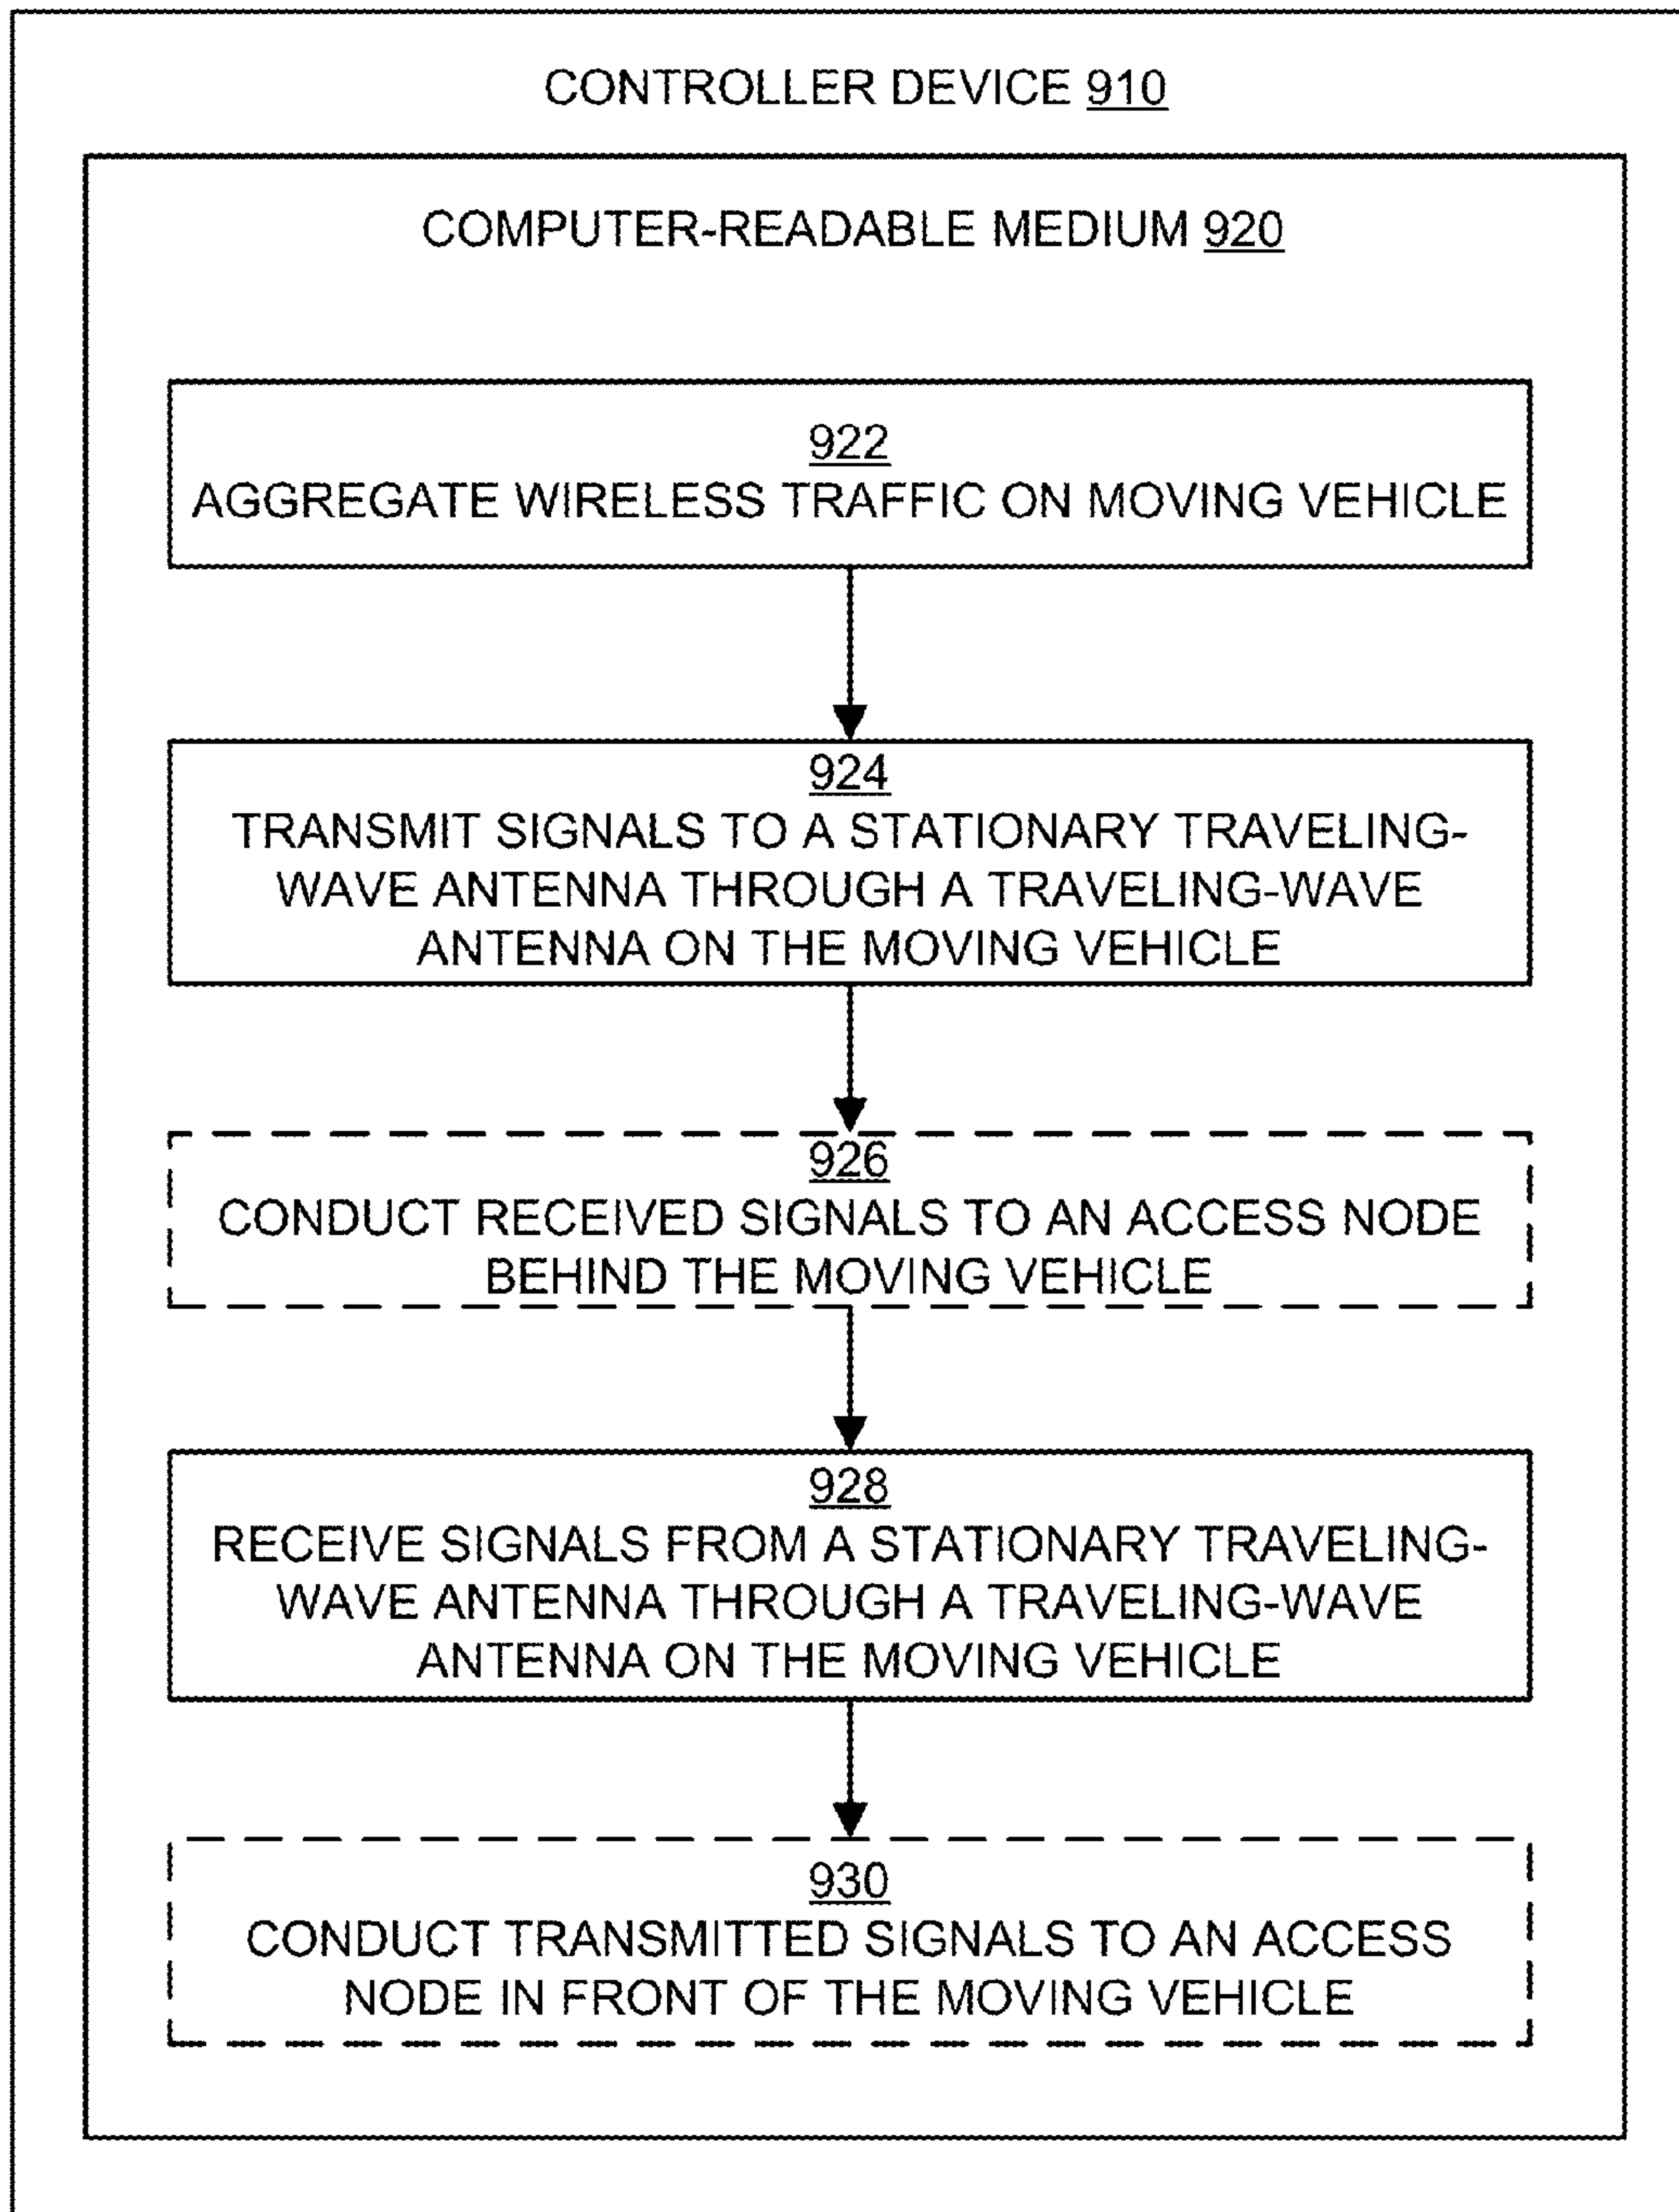 CONTROLLER DEVICE 910
COMPUTER-READABLE MEDIUM 920
922
AGGREGATE WIRELESS TRAFFIC ON MOVING VEHICLE
924
TRANSMIT SIGNALS TO A STATIONARY TRAVELING-
WAVE ANTENNA THROUGH A TRAVELING-WAVE
ANTENNA ON THE MOVING VEHICLE
926
CONDUCT RECEIVED SIGNALS TO AN ACCESS NODE
BEHIND THE MOVING VEHICLE
928
RECEIVE SIGNALS FROM A STATIONARY TRAVELING-
WAVE ANTENNA THROUGH A TRAVELING-WAVE
ANTENNA ON THE MOVING VEHICLE
930
CONDUCT TRANSMITTED SIGNALS TO AN ACCESS
NODE IN FRONT OF THE MOVING VEHICLE